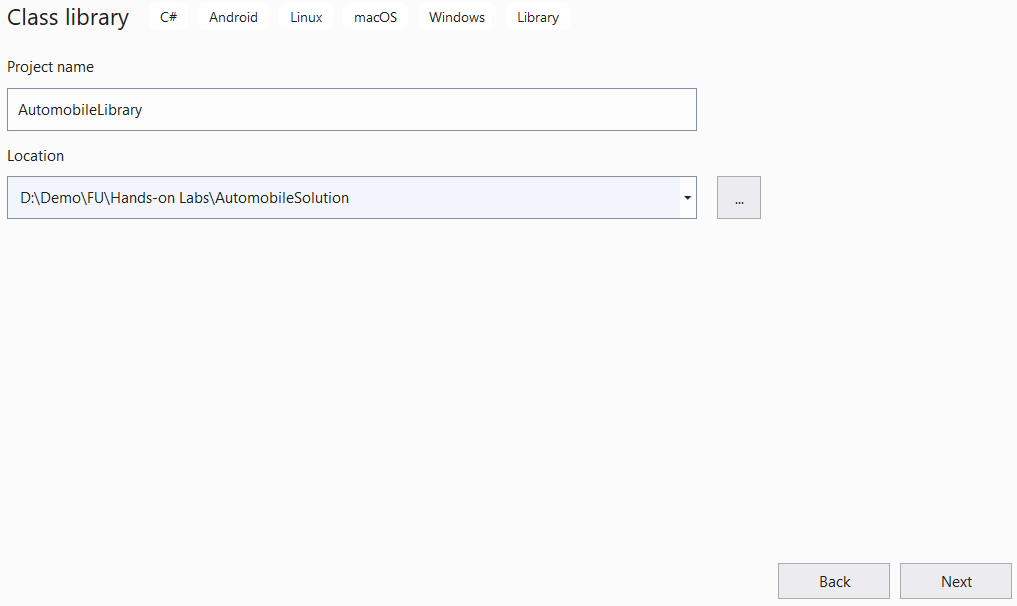 Class library C# Android Linux macOS Windows Library
Project name
AutomobileLibrary
Location
D:\Demo\FU\Hands-on Labs\AutomobileSolution ...
Back Next